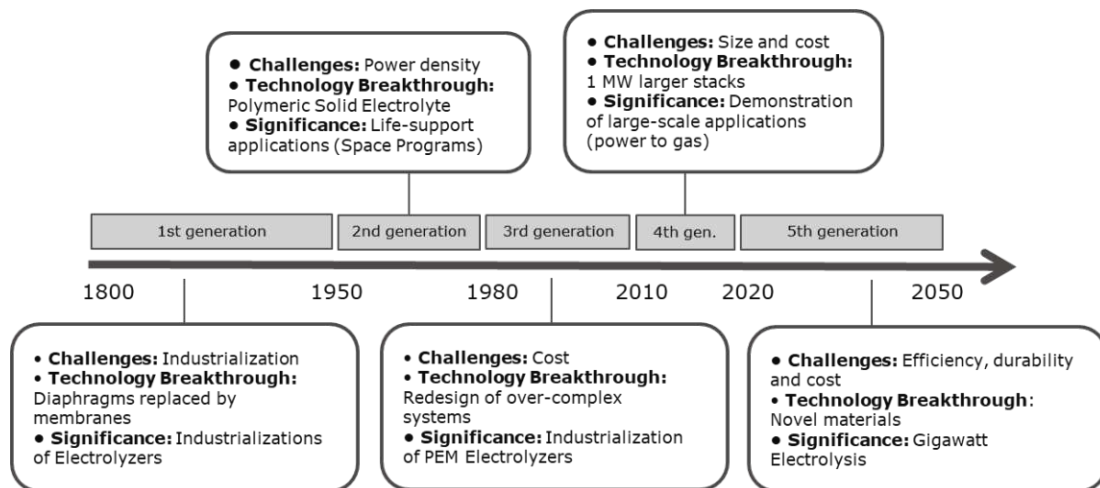 ● Challenges: Power density
● Technology Breakthrough:
Polymeric Solid Electrolyte
● Significance: Life-support
applications (Space Programs)
● Challenges: Size and cost
● Technology Breakthrough:
1 MW larger stacks
● Significance: Demonstration
of large-scale applications
(power to gas)
1st generation
2nd generation
3rd generation
4th gen.
5th generation
1800
1950
1980
2010
2020
2050
• Challenges: Industrialization
• Technology Breakthrough:
Diaphragms replaced by
membranes
● Significance: Industrializations
of Electrolyzers
• Challenges: Cost
• Technology Breakthrough:
Redesign of over-complex
systems
● Significance: Industrialization
of PEM Electrolyzers
● Challenges: Efficiency, durability
and cost
• Technology Breakthrough:
Novel materials
● Significance: Gigawatt
Electrolysis